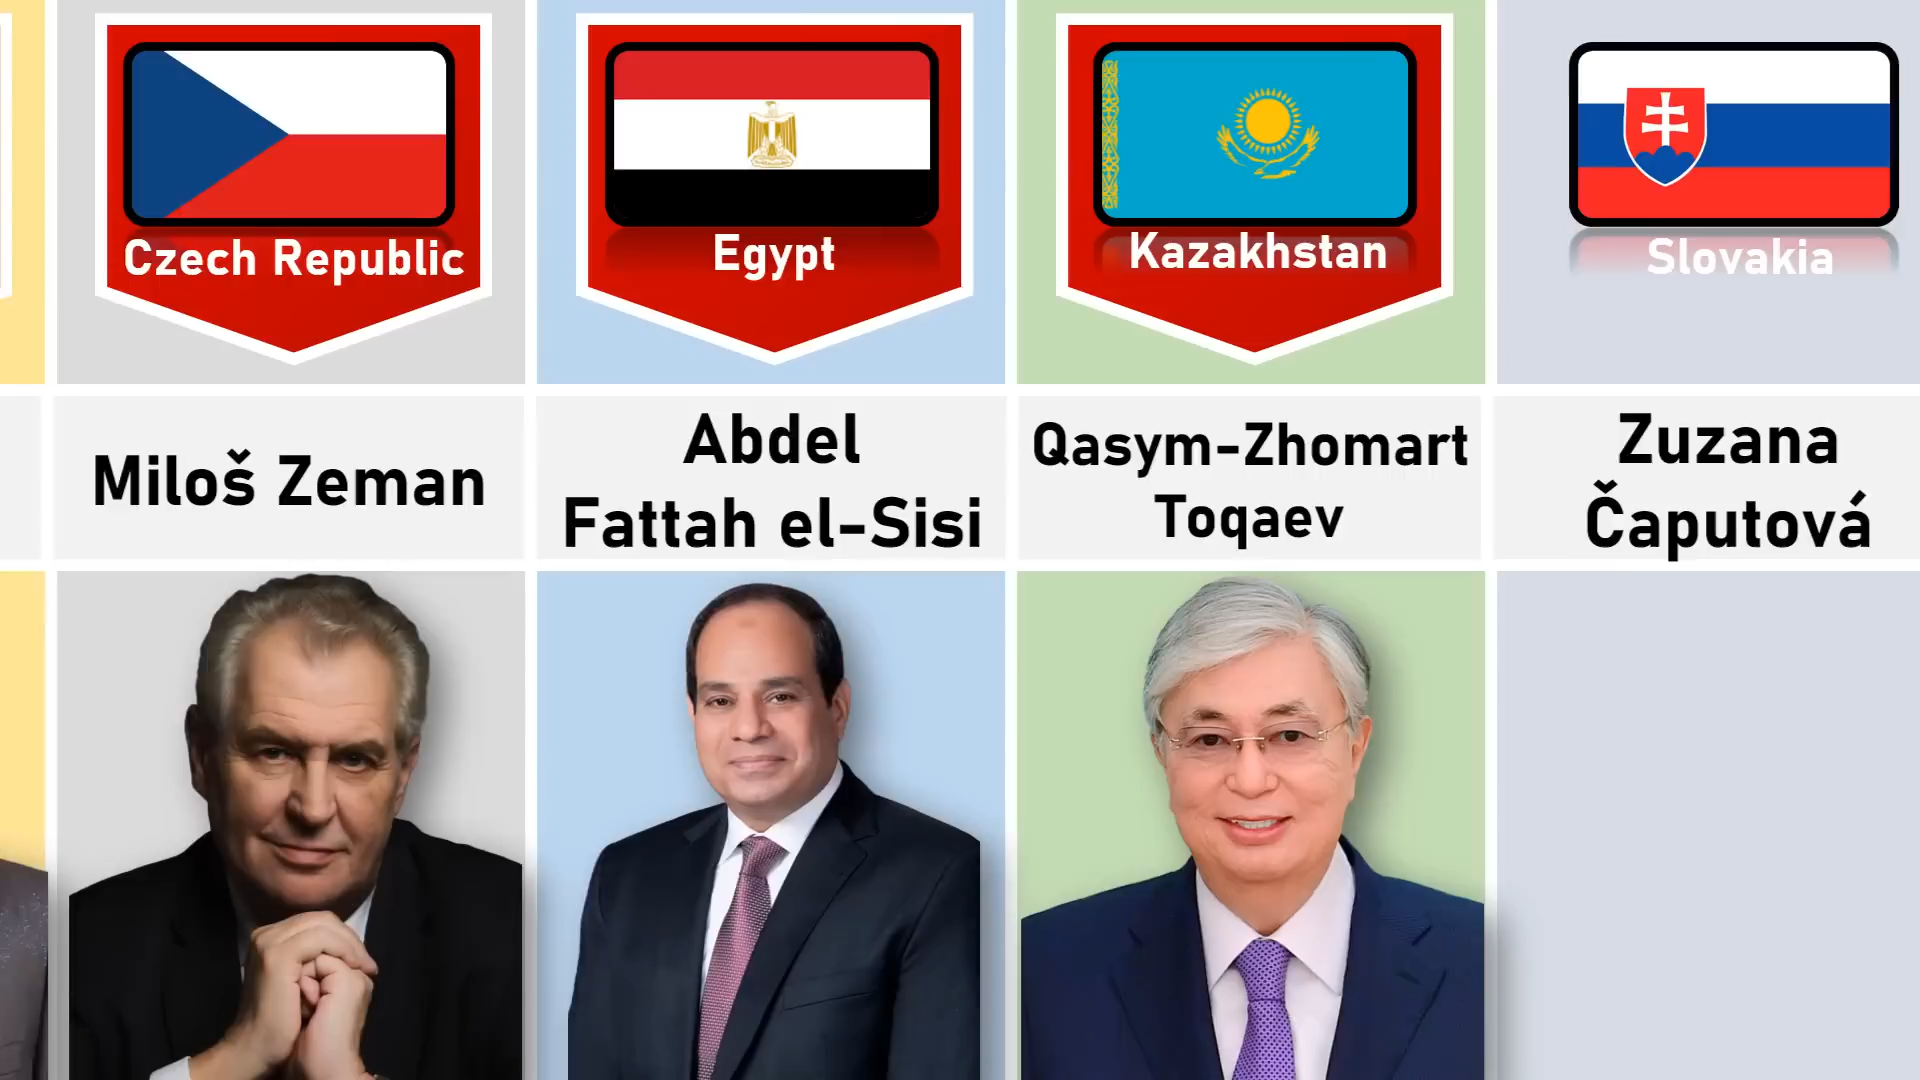 Czech Republic
Egypt
Kazakhstan
Slovakia
Miloš Zeman
Abdel
Fattah el-Sisi
Qasym-Zhomart
Toqaev
Zuzana
Čaputová